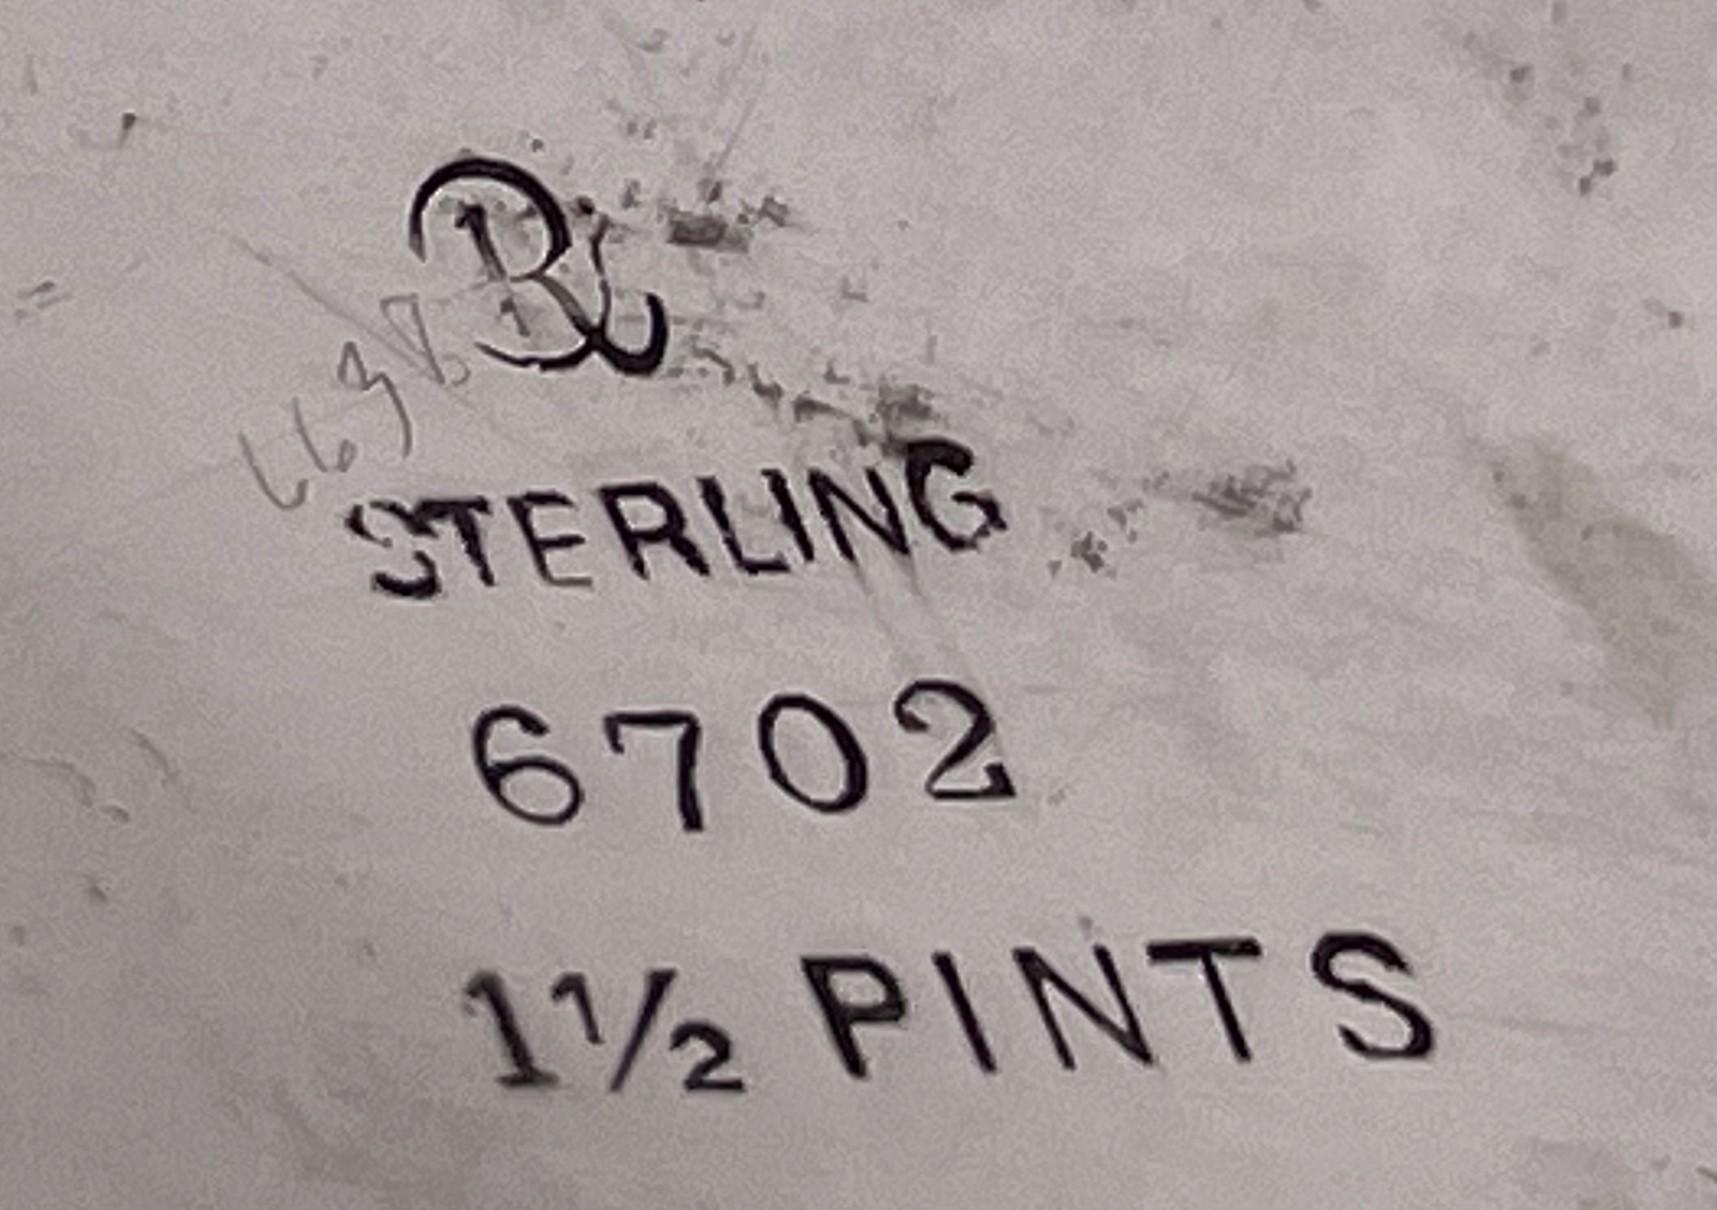 STERLING
6702
1½ PINTS